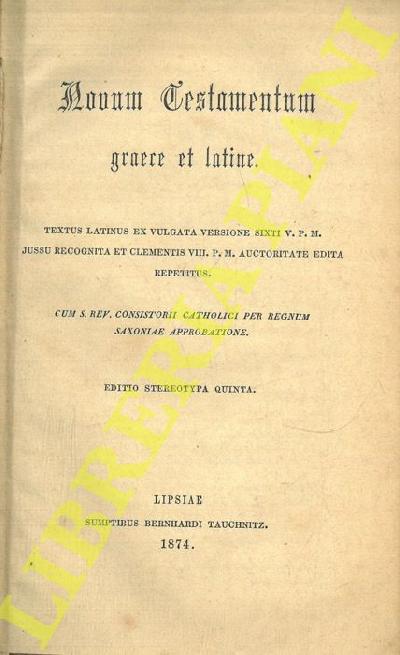 Novum Testamentum
graece et latine.
TEXTUS LATINUS EX VULGATA VERSIONE SIXTI V. P. M.
JUSSU RECOGNITA ET CLEMENTIS VIII. P. M. AUCTORITATE EDITA
REPETITUS.
CUM S. REV. CONSISTORII CATHOLICI PER REGNUM
SAXONIAE APPROBATIONE.
EDITIO STEREOTYPA QUINTA.
LIPSIAE
SUMPTIBUS BERNHARDI TAUCHNITZ.
1874.
LIBRERIA PIANI